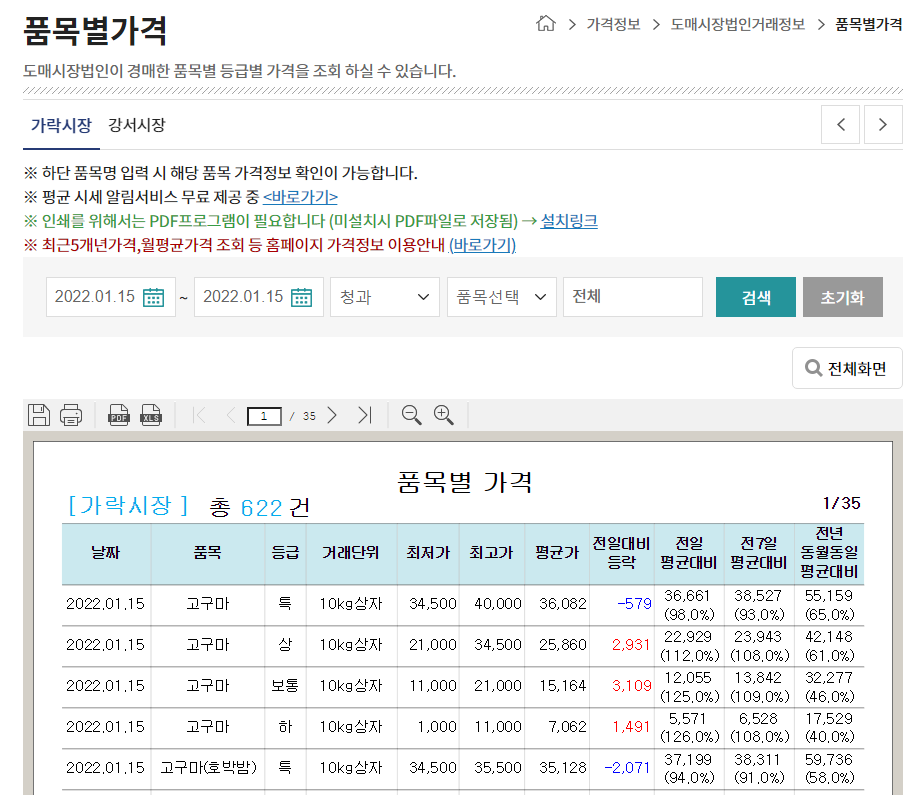 품목별가격
가격정보 > 도매시장법인거래정보 > 품목별가격
도매시장법인이 경매한 품목별 등급별 가격을 조회 하실 수 있습니다.
가락시장 강서시장
※ 하단 품목명 입력 시 해당 품목 가격정보 확인이 가능합니다.
※ 평균 시세 알림서비스 무료 제공 중 <바로가기>
※ 인쇄를 위해서는 PDF프로그램이 필요합니다 (미설치시 PDF파일로 저장됨) → 설치링크
※ 최근5개년가격,월평균가격 조회 등 홈페이지 가격정보 이용안내 (바로가기)
2022.01.15 ~ 2022.01.15 청과 품목선택 전체 검색 초기화
전체화면
PDF XLS 1 / 35
품목별 가격
[가락시장] 총 622 건 1/35
날짜 품목 등급 거래단위 최저가 최고가 평균가 전일대비 등락 전일 평균대비 전7일 평균대비 전년 동월동일 평균대비
2022.01.15 고구마 특 10kg상자 34,500 40,000 36,082 -579 36,661 (98.0%) 38,527 (93.0%) 55,159 (65.0%)
2022.01.15 고구마 상 10kg상자 21,000 34,500 25,860 2,931 22,929 (112.0%) 23,943 (108.0%) 42,148 (61.0%)
2022.01.15 고구마 보통 10kg상자 11,000 21,000 15,164 3,109 12,055 (125.0%) 13,842 (109.0%) 32,277 (46.0%)
2022.01.15 고구마 하 10kg상자 1,000 11,000 7,062 1,491 5,571 (126.0%) 6,528 (108.0%) 17,529 (40.0%)
2022.01.15 고구마(호박밤) 특 10kg상자 34,500 35,500 35,128 -2,071 37,199 (94.0%) 38,311 (91.0%) 59,736 (58.0%)